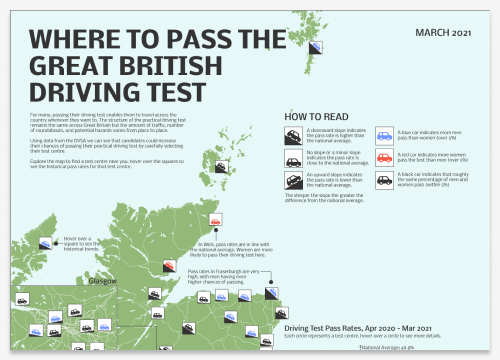 WHERE TO PASS THE
GREAT BRITISH
DRIVING TEST
MARCH 2021
For many, passing their driving test enables them to travel across the
country whenever they want to. The structure of the practical driving test
remains the same across Great Britain but the amount of traffic, number
of roundabouts, and potential hazards varies from place to place.
Using data from the DVSA we can see that candidates could increase
their chances of passing their practical driving test by carefully selecting
their test centre.
Explore the map to find a test centre near you, hover over the squares to
see the historical pass rates for that test centre.
HOW TO READ
A downward slope indicates
the pass rate is higher than
the national average.
No slope or a minor slope
indicates the pass rate is
close to the national average.
An upward slope indicates
the pass rate is lower than
the national average.
The steeper the slope the greater the
difference from the national average.
A blue car indicates more men
pass than women (over 5%)
A red car indicates more women
pass the test than men (over 5%)
A black car indicates that roughly
the same percentage of men and
women pass (within 5%)
Hover over a
square to see the
historical trends.
In Wick, pass rates are in line with
the national average. Women are more
likely to pass their driving test here.
Pass rates in Fraserburgh are very
high, with men having even
higher chances of passing.
Glasgow
Driving Test Pass Rates, Apr 2020 - Mar 2021
Each circle represents a test centre, hover over a circle to see more details.
National Average: